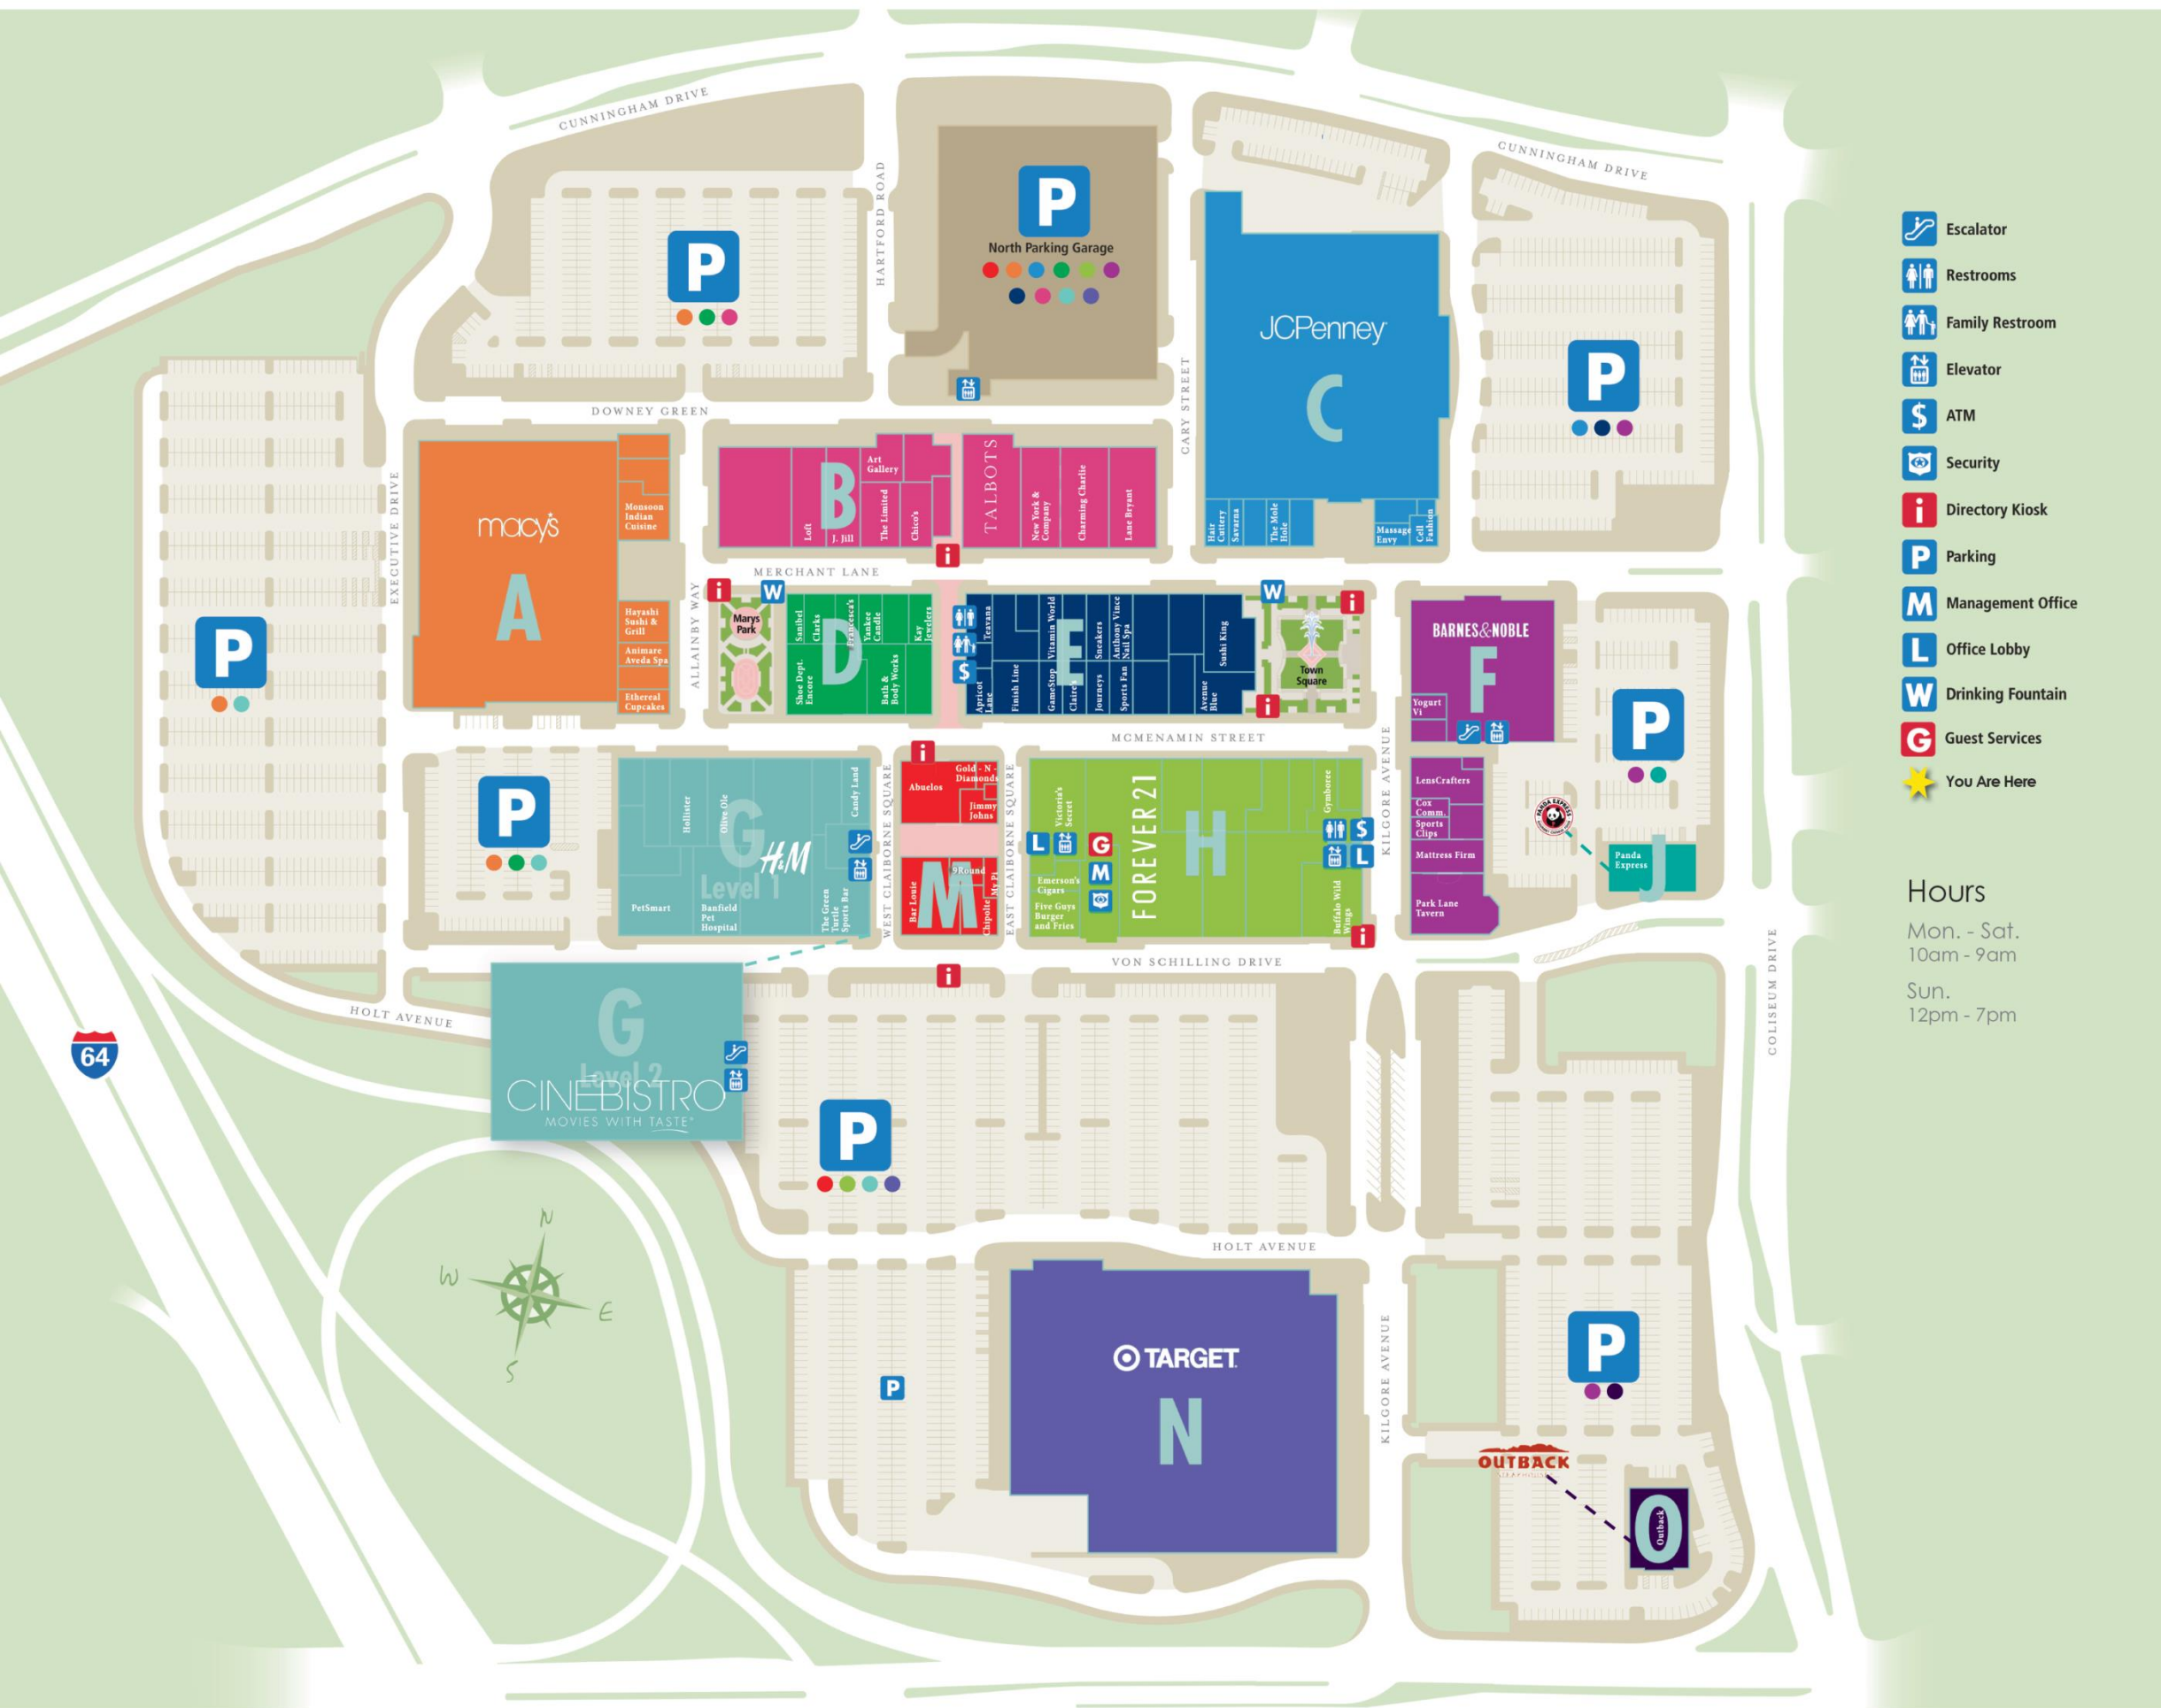 CUNNINGHAM DRIVE
CUNNINGHAM DRIVE
HARTFORD ROAD
P
North Parking Garage
P
JCPenney
C
P
CARY STREET
DOWNEY GREEN
EXECUTIVE DRIVE
macy's
A
Monsoon
Indian
Cuisine
Hayashi
Sushi &
Grill
Animare
Aveda Spa
Ethereal
Cupcakes
ALLAINBY WAY
B
Loft
J. Jill
Art
Gallery
The Limited
Chico's
TALBOTS
New York &
Company
Charming Charlie
Lane Bryant
Hair
Cuttery
Savarna
The Mole
Hole
Massage
Envy
Cell
Fashion
i
MERCHANT LANE
i
W
Marys
Park
Sanibel
Clarks
Francesca's
Yankee
Candle
Kay
Jewelers
D
Shoe Dept.
Encore
Bath &
Body Works
$
Teavana
Vitamin World
E
Sneakers
Anthony Vince
Nail Spa
Sushi King
Apricot
Lane
Finish Line
GameStop
Claire's
Journeys
Sports Fan
Avenue
Blue
W
i
Town
Square
i
BARNES&NOBLE
F
Yogurt
Vi
P
P
MCMENAMIN STREET
KILGORE AVENUE
P
Hollister
Olive Ole
Candy Land
G
H&M
Level 1
PetSmart
Banfield
Pet
Hospital
The Green
Turtle
Sports Bar
WEST CLAIBORNE SQUARE
i
Abuelos
Gold - N -
Diamonds
Jimmy
Johns
M
Bar Louie
9Round
My Pi
Chipolte
EAST CLAIBORNE SQUARE
Victoria's
Secret
L
G
M
Emerson's
Cigars
Five Guys
Burger
and Fries
FOREVER 21
H
Gymboree
$
L
Buffalo Wild
Wings
i
LensCrafters
Cox
Comm.
Sports
Clips
Mattress Firm
Park Lane
Tavern
PANDA EXPRESS
Panda
Express
J
VON SCHILLING DRIVE
i
HOLT AVENUE
64
G
Level 2
CINÉBISTRO
MOVIES WITH TASTE
P
COLISEUM DRIVE
N
W
E
S
HOLT AVENUE
P
TARGET
N
KILGORE AVENUE
P
OUTBACK
O
Outback
Escalator
Restrooms
Family Restroom
Elevator
$ ATM
Security
i Directory Kiosk
P Parking
M Management Office
L Office Lobby
W Drinking Fountain
G Guest Services
You Are Here
Hours
Mon. - Sat.
10am - 9am
Sun.
12pm - 7pm